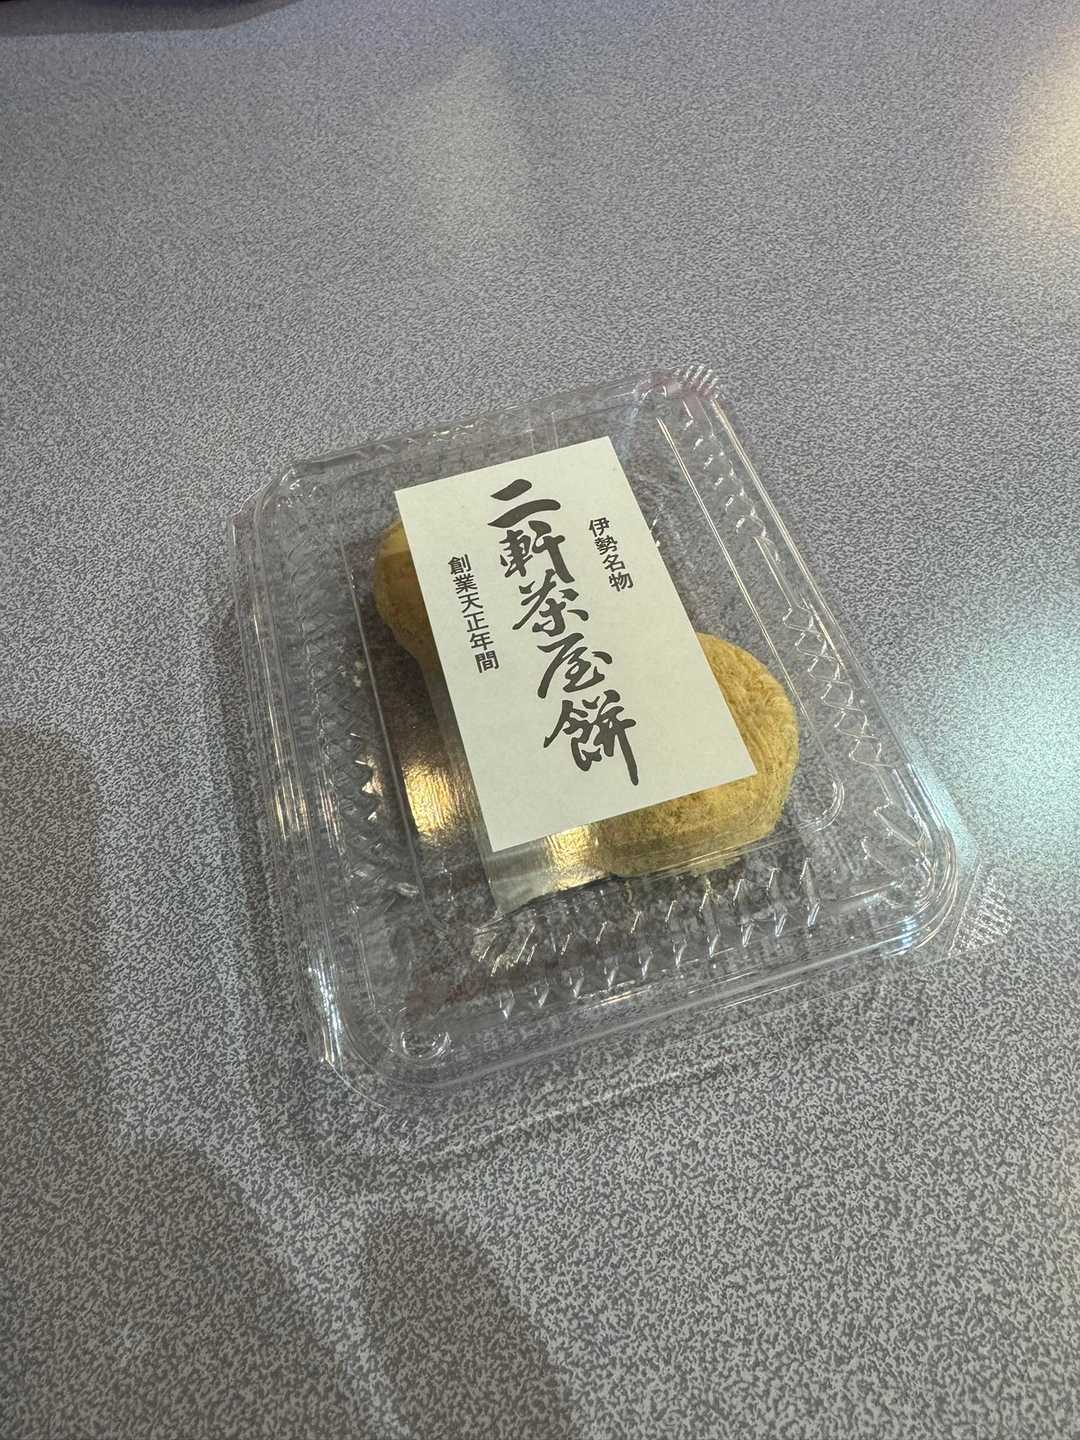 伊勢名物
二軒茶屋餅
創業天正年間